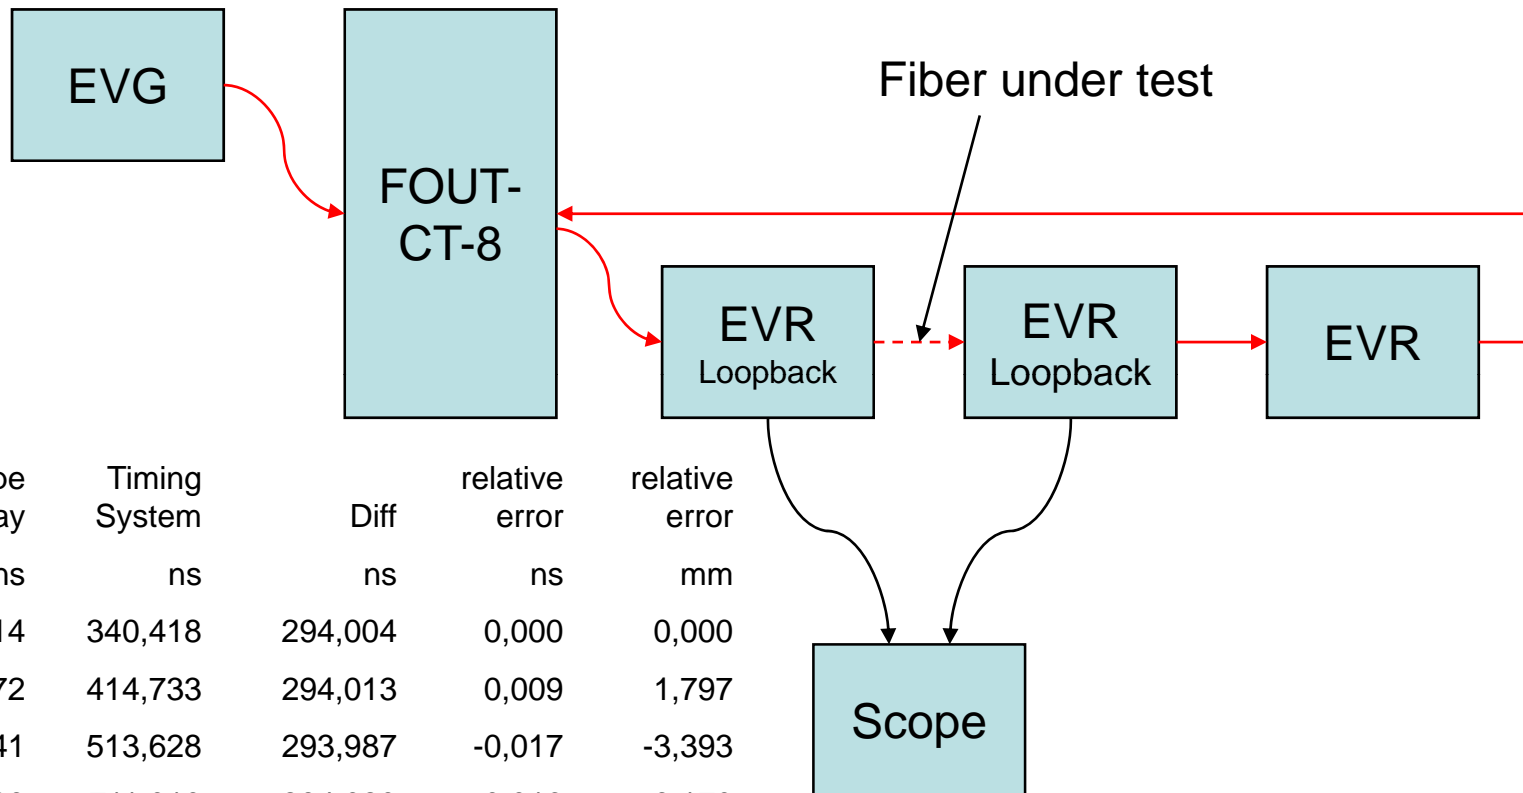 EVG
Fiber under test
FOUT-
CT-8
EVR
Loopback
EVR
Loopback
EVR
Timing relative relative
System Diff error error
ns ns ns mm
340,418 294,004 0,000 0,000
414,733 294,013 0,009 1,797
513,628 293,987 -0,017 -3,393
Scope